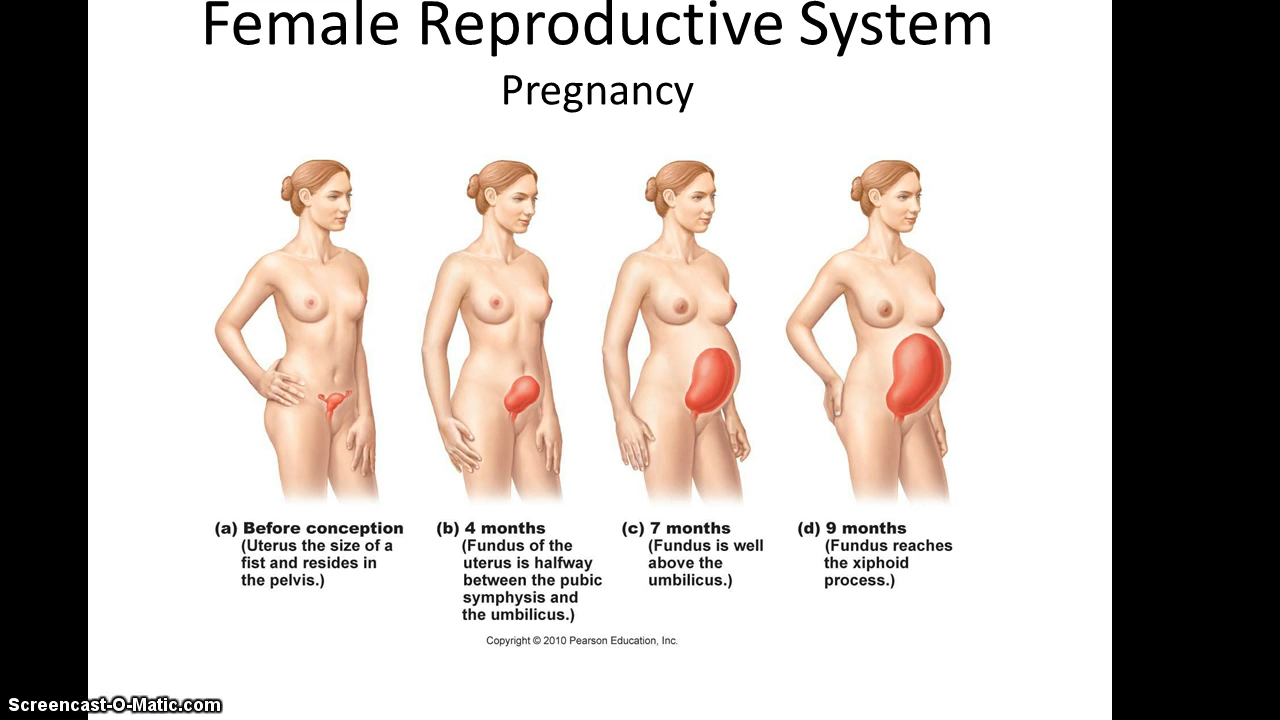 Female Reproductive System
Pregnancy
(a) Before conception
(Uterus the size of a
fist and resides in
the pelvis.)
(b) 4 months
(Fundus of the
uterus is halfway
between the pubic
symphysis and
the umbilicus.)
(c) 7 months
(Fundus is well
above the
umbilicus.)
(d) 9 months
(Fundus reaches
the xiphoid
process.)
Copyright © 2010 Pearson Education, Inc.
Screencast-O-Matic.com